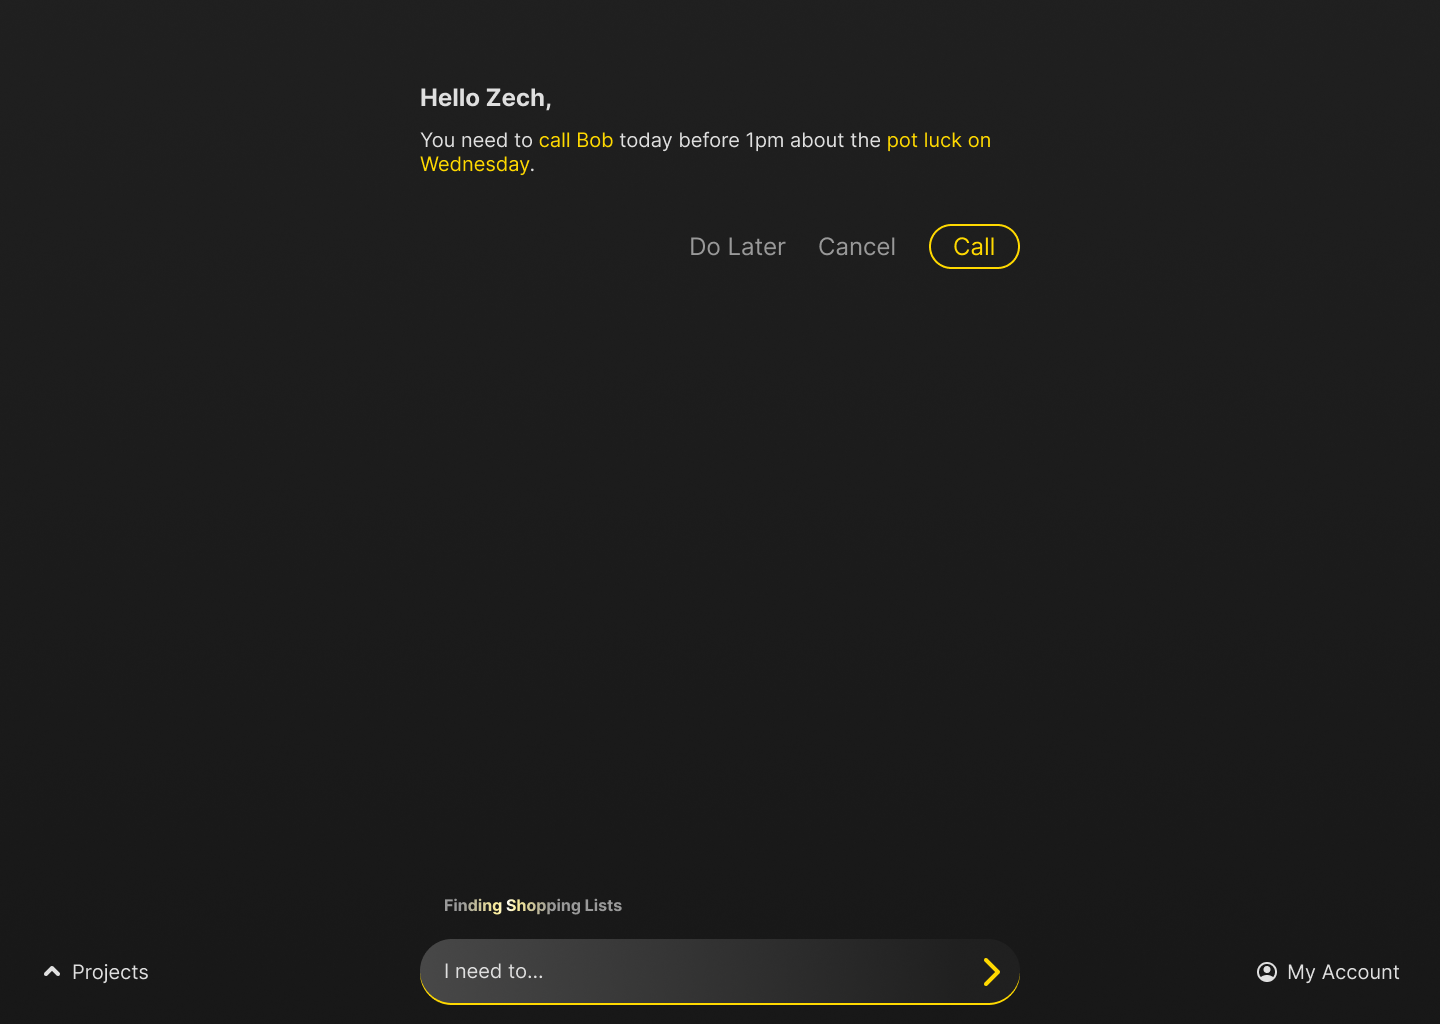 Hello Zech,
You need to call Bob today before 1pm about the pot luck on
Wednesday.
Do Later Cancel Call
Finding Shopping Lists
I need to...
Projects
My Account